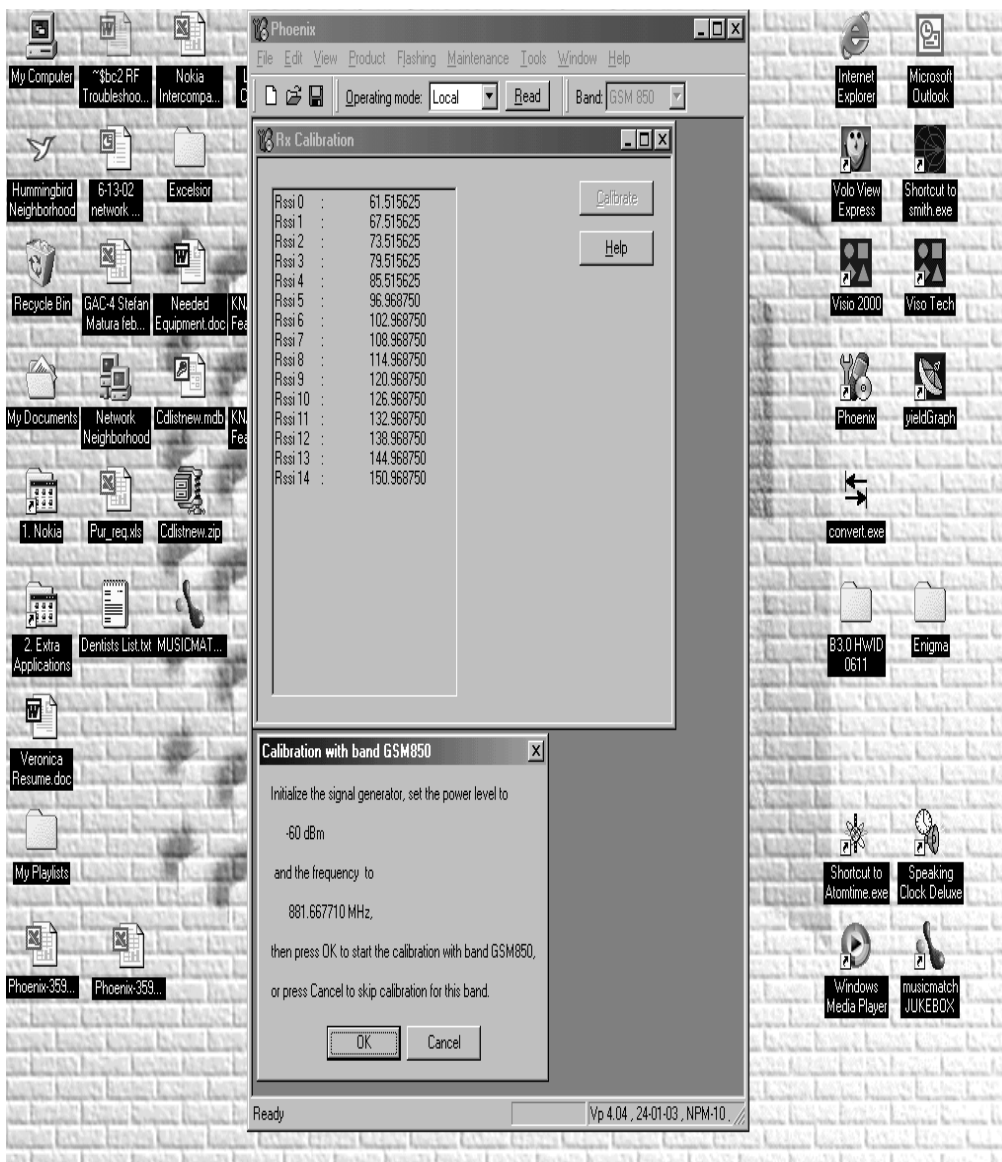 My Computer
~$bc2 RF
Troubleshoo...
Nokia
Intercompa...
Hummingbird
Neighborhood
6-13-02
network ...
Excelsior
Recycle Bin
GAC-4 Stefan
Matura feb...
Needed
Equipment.doc
KN.
Fea
My Documents
Network
Neighborhood
Cdlistnew.mdb
KN.
Fea
1. Nokia
Pur_req.xls
Cdlistnew.zip
2. Extra
Applications
Dentists List.txt
MUSICMAT...
Veronica
Resume.doc
My Playlists
Phoenix-359...
Phoenix-359...
Phoenix
File Edit View Product Flashing Maintenance Tools Window Help
Operating mode: Local Read Band: GSM 850
Rx Calibration
Rssi 0 : 61.515625
Rssi 1 : 67.515625
Rssi 2 : 73.515625
Rssi 3 : 79.515625
Rssi 4 : 85.515625
Rssi 5 : 96.968750
Rssi 6 : 102.968750
Rssi 7 : 108.968750
Rssi 8 : 114.968750
Rssi 9 : 120.968750
Rssi 10 : 126.968750
Rssi 11 : 132.968750
Rssi 12 : 138.968750
Rssi 13 : 144.968750
Rssi 14 : 150.968750
Calibrate
Help
Calibration with band GSM850
Initialize the signal generator, set the power level to
-60 dBm
and the frequency to
881.667710 MHz,
then press OK to start the calibration with band GSM850,
or press Cancel to skip calibration for this band.
OK Cancel
Ready Vp 4.04 , 24-01-03 , NPM-10 .
Internet
Explorer
Microsoft
Outlook
Volo View
Express
Shortcut to
smith.exe
Visio 2000
Viso Tech
Phoenix
yieldGraph
convert.exe
B3.0 HWID
0611
Enigma
Shortcut to
Atomtime.exe
Speaking
Clock Deluxe
Windows
Media Player
musicmatch
JUKEBOX